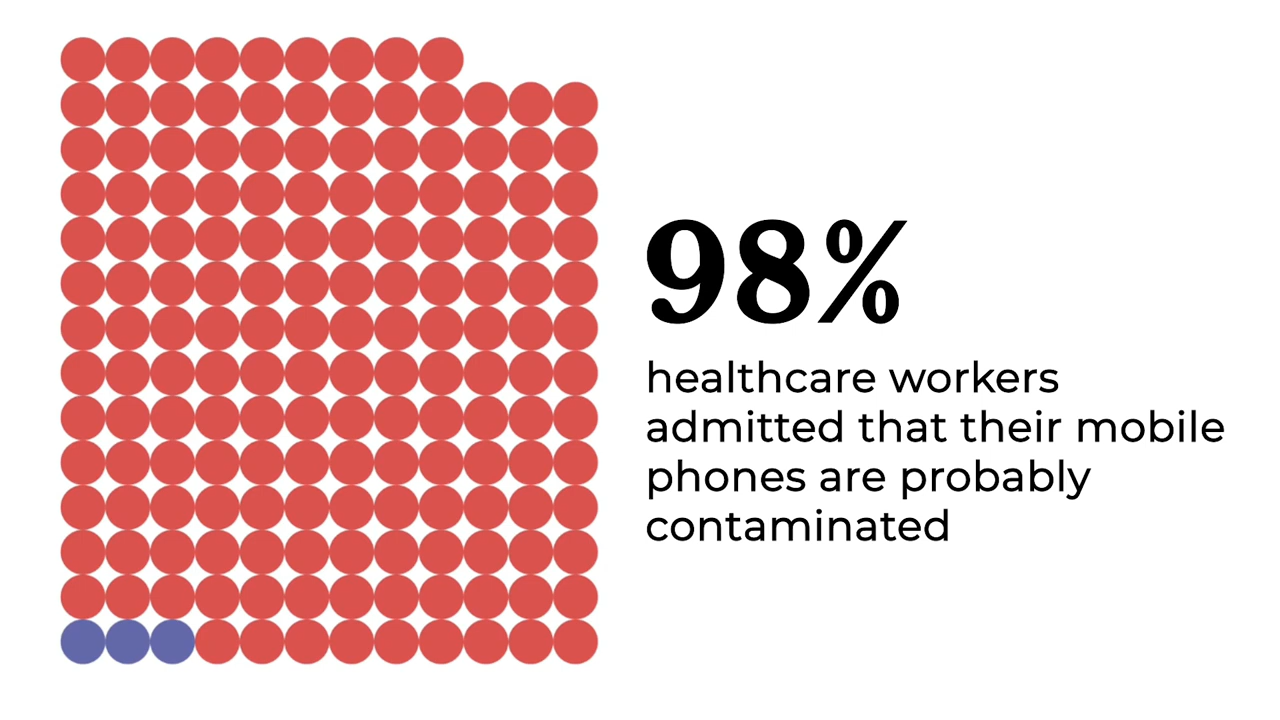 98%
healthcare workers
admitted that their mobile
phones are probably
contaminated